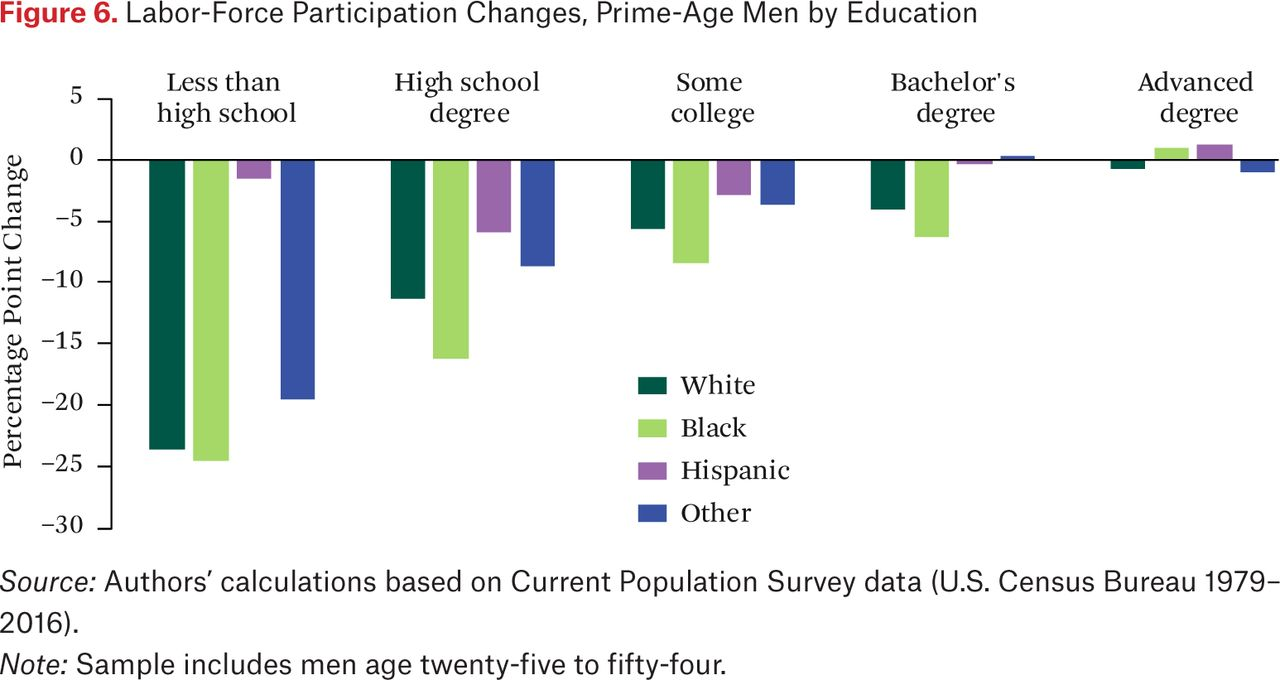 Figure 6. Labor-Force Participation Changes, Prime-Age Men by Education
Less than
high school
High school
degree
Some
college
Bachelor's
degree
Advanced
degree
Percentage Point Change
5
0
−5
−10
−15
−20
−25
−30
White
Black
Hispanic
Other
Source: Authors’ calculations based on Current Population Survey data (U.S. Census Bureau 1979–
2016).
Note: Sample includes men age twenty-five to fifty-four.